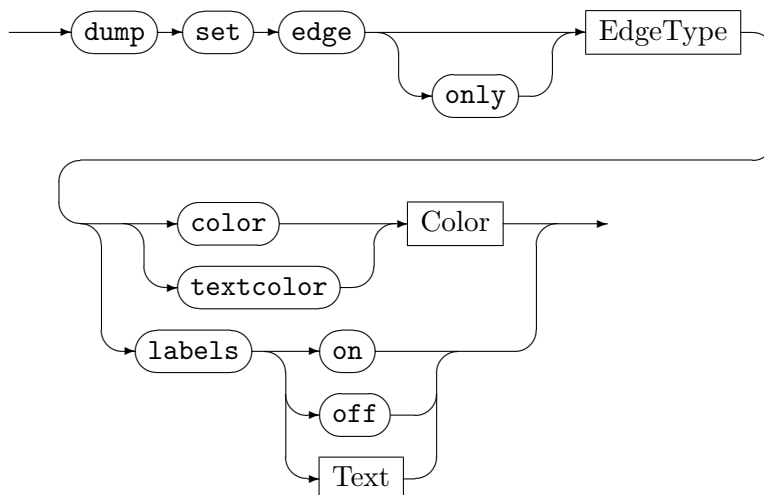 dump set edge EdgeType
only
color Color
textcolor
labels on
off
Text